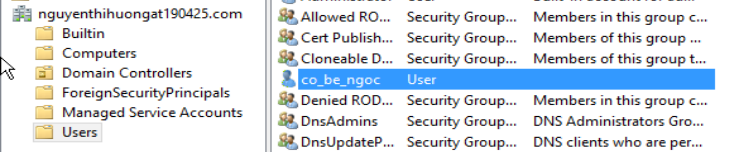 nguyenthihuongat190425.com
Builtin
Computers
Domain Controllers
ForeignSecurityPrincipals
Managed Service Accounts
Users
Allowed RO... Security Group... Members in this group c...
Cert Publish... Security Group... Members of this group ...
Cloneable D... Security Group... Members of this group t...
co_be_ngoc User
Denied ROD... Security Group... Members in this group c...
DnsAdmins Security Group... DNS Administrators Gro...
DnsUpdateP... Security Group... DNS clients who are per...